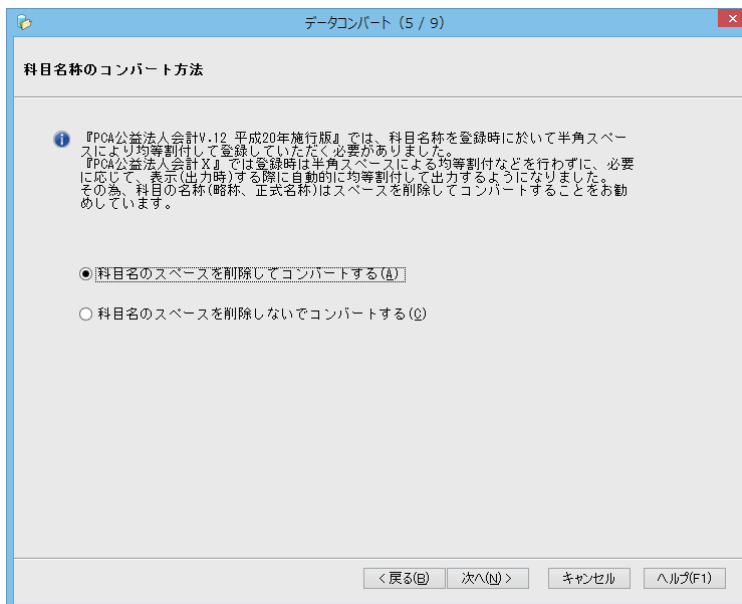 データコンバート (5 / 9)
科目名称のコンバート方法
『PCA公益法人会計V.12 平成20年施行版』では、科目名称を登録時に於いて半角スペー
スにより均等割付して登録していただく必要がありました。
『PCA公益法人会計Ⅹ』では登録時は半角スペースによる均等割付などを行わずに、必要
に応じて、表示(出力時)する際に自動的に均等割付して出力するようになりました。
その為、科目の名称(略称、正式名称)はスペースを削除してコンバートすることをお勧
めしています。
科目名のスペースを削除してコンバートする(A)
科目名のスペースを削除しないでコンバートする(C)
< 戻る(B) 次へ(N) > キャンセル ヘルプ(F1)